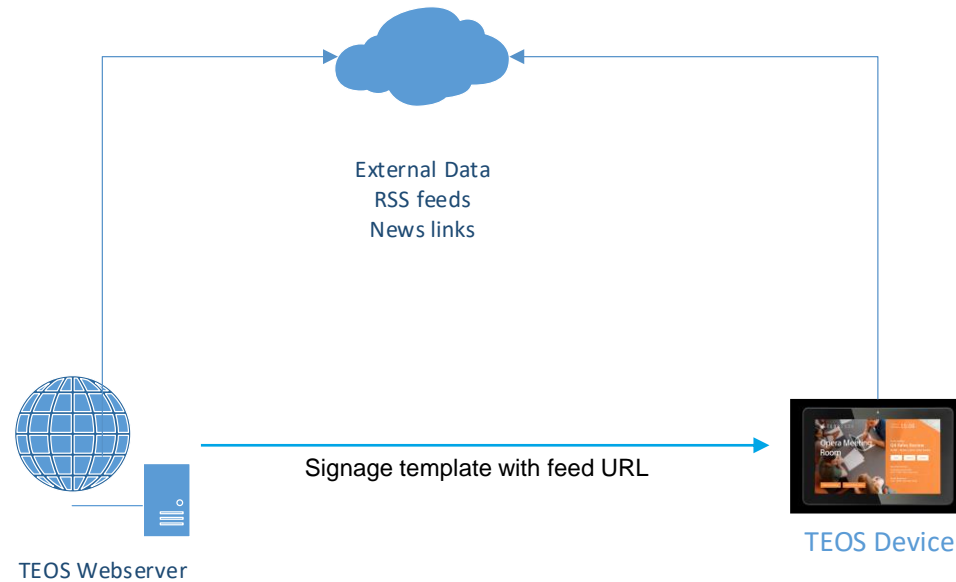 External Data
RSS feeds
News links
Opera Meeting
Room
Signage template with feed URL
TEOS Device
TEOS Webserver